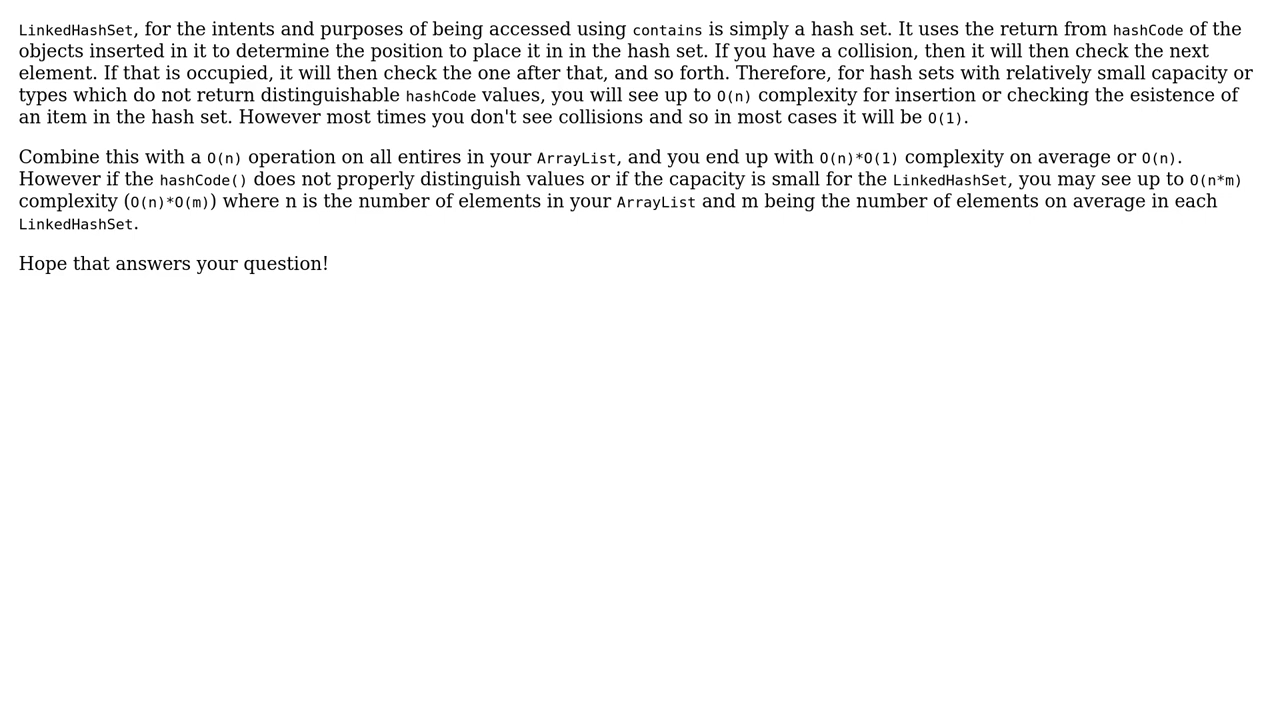 LinkedHashSet, for the intents and purposes of being accessed using contains is simply a hash set. It uses the return from hashCode of the
objects inserted in it to determine the position to place it in in the hash set. If you have a collision, then it will then check the next
element. If that is occupied, it will then check the one after that, and so forth. Therefore, for hash sets with relatively small capacity or
types which do not return distinguishable hashCode values, you will see up to O(n) complexity for insertion or checking the esistence of
an item in the hash set. However most times you don't see collisions and so in most cases it will be O(1).
Combine this with a O(n) operation on all entires in your ArrayList, and you end up with O(n)*O(1) complexity on average or O(n).
However if the hashCode() does not properly distinguish values or if the capacity is small for the LinkedHashSet, you may see up to O(n*m)
complexity (O(n)*O(m)) where n is the number of elements in your ArrayList and m being the number of elements on average in each
LinkedHashSet.
Hope that answers your question!